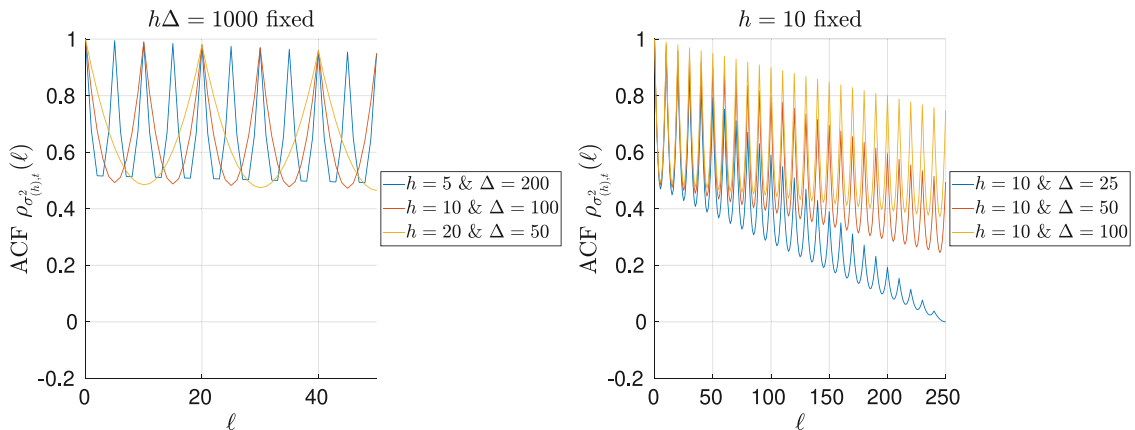 hΔ = 1000 fixed
1
0.8
0.6
0.4
0.2
0
-0.2
ACF ρ_{σ²_{(h),t}}(ℓ)
0 20 40
ℓ
h = 5 & Δ = 200
h = 10 & Δ = 100
h = 20 & Δ = 50
h = 10 fixed
1
0.8
0.6
0.4
0.2
0
-0.2
ACF ρ_{σ²_{(h),t}}(ℓ)
0 50 100 150 200 250
ℓ
h = 10 & Δ = 25
h = 10 & Δ = 50
h = 10 & Δ = 100